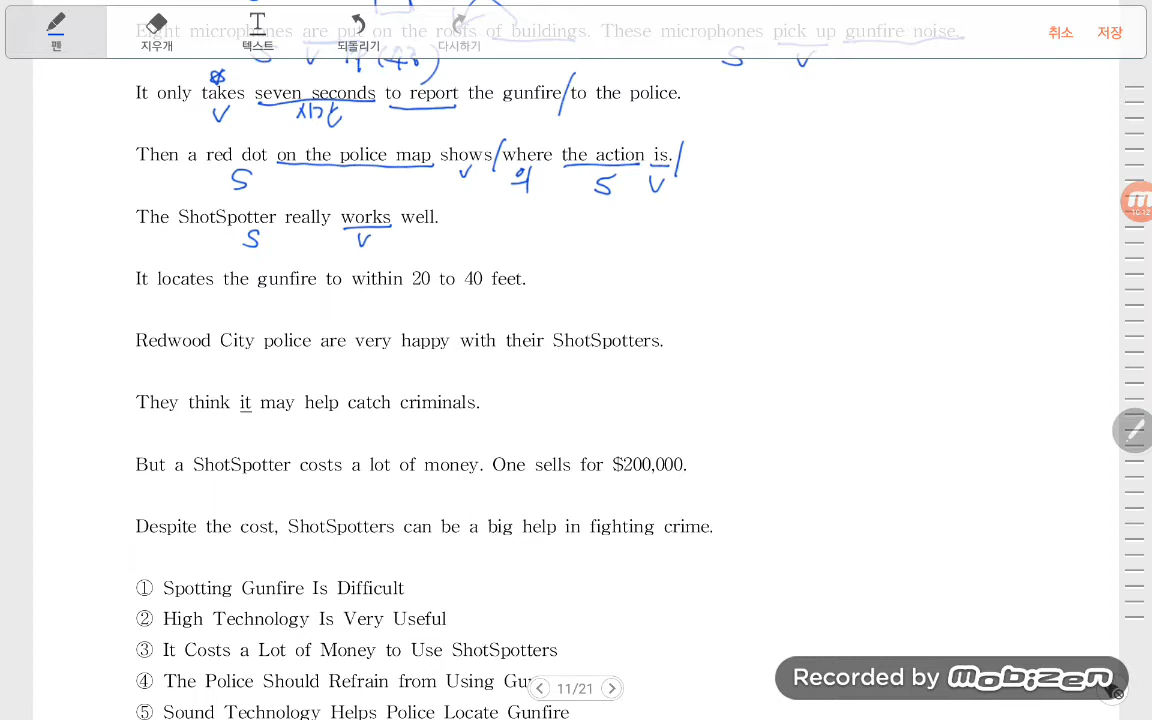 Eight microphones are put on the roofs of buildings. These microphones pick up gunfire noise.
펜 지우개 텍스트 되돌리기 다시하기 취소 저장
S V S V
It only takes seven seconds to report the gunfire/to the police.
V 시간
Then a red dot on the police map shows/where the action is./
S V 의 S V
The ShotSpotter really works well.
S V
It locates the gunfire to within 20 to 40 feet.
Redwood City police are very happy with their ShotSpotters.
They think it may help catch criminals.
But a ShotSpotter costs a lot of money. One sells for $200,000.
Despite the cost, ShotSpotters can be a big help in fighting crime.
① Spotting Gunfire Is Difficult
② High Technology Is Very Useful
③ It Costs a Lot of Money to Use ShotSpotters
④ The Police Should Refrain from Using
⑤ Sound Technology Helps Police Locate Gunfire
11/21
Recorded by mobizen